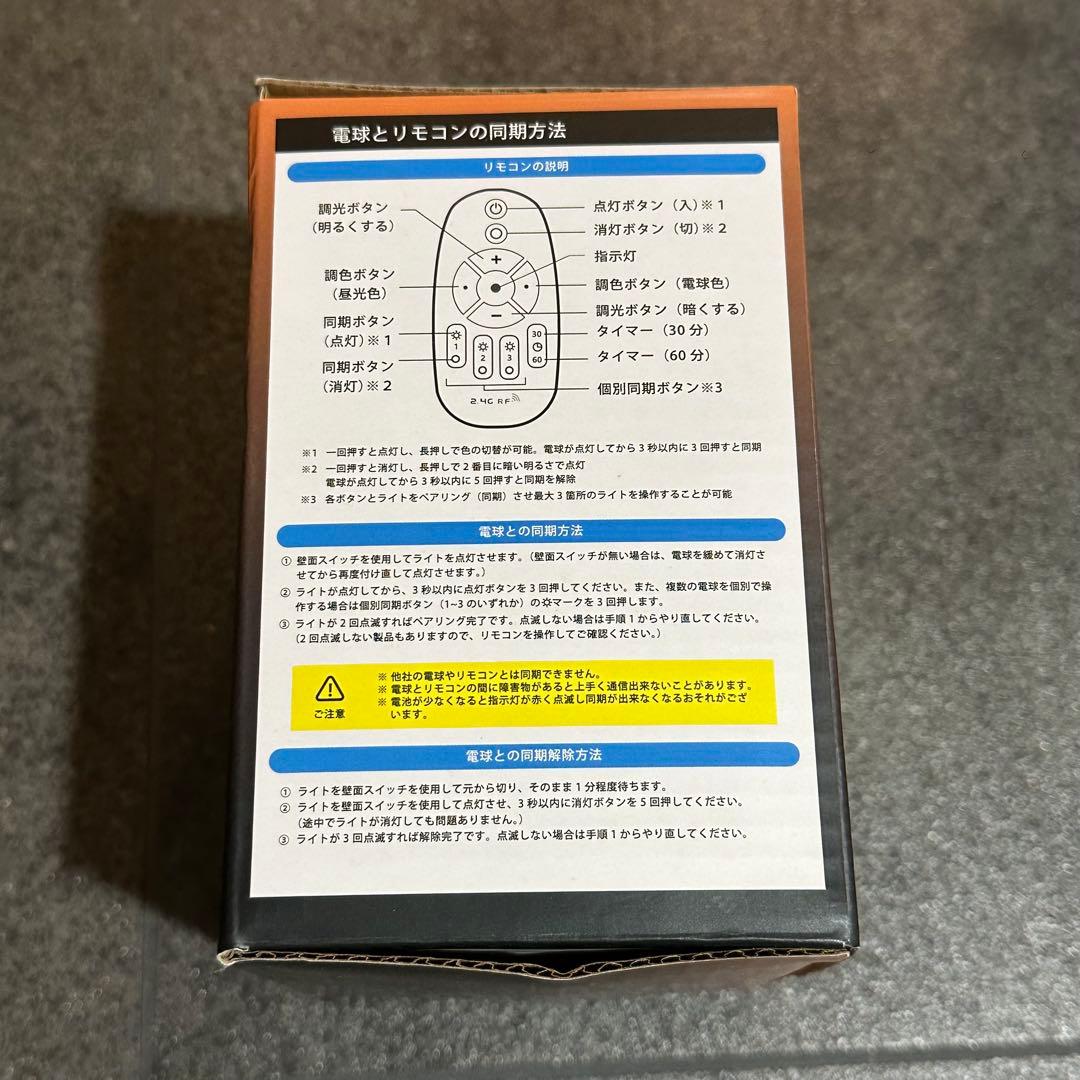 電球とリモコンの同期方法
リモコンの説明
調光ボタン
（明るくする）
調色ボタン
（昼光色）
同期ボタン
（点灯）※1
同期ボタン
（消灯）※2
+
−
1
2
3
30
60
2.4G RF
点灯ボタン（入）※1
消灯ボタン（切）※2
指示灯
調色ボタン（電球色）
調光ボタン（暗くする）
タイマー（30分）
タイマー（60分）
個別同期ボタン※3
※1 一回押すと点灯し、長押しで色の切替が可能。電球が点灯してから3秒以内に3回押すと同期
※2 一回押すと消灯し、長押しで2番目に暗い明るさで点灯
電球が点灯してから3秒以内に5回押すと同期を解除
※3 各ボタンとライトをペアリング（同期）させ最大3箇所のライトを操作することが可能
電球との同期方法
① 壁面スイッチを使用してライトを点灯させます。（壁面スイッチが無い場合は、電球を緩めて消灯さ
せてから再度付け直して点灯させます。）
② ライトが点灯してから、3秒以内に点灯ボタンを3回押してください。また、複数の電球を個別で操
作する場合は個別同期ボタン（1~3のいずれか）の☼マークを3回押します。
③ ライトが2回点滅すればペアリング完了です。点滅しない場合は手順1からやり直してください。
（2回点滅しない製品もありますので、リモコンを操作してご確認ください。）
ご注意
※ 他社の電球やリモコンとは同期できません。
※ 電球とリモコンの間に障害物があると上手く通信出来ないことがあります。
※ 電池が少なくなると指示灯が赤く点滅し同期が出来なくなるおそれがござ
います。
電球との同期解除方法
① ライトを壁面スイッチを使用して元から切り、そのまま1分程度待ちます。
② ライトを壁面スイッチを使用して点灯させ、3秒以内に消灯ボタンを5回押してください。
（途中でライトが消灯しても問題ありません。）
③ ライトが3回点滅すれば解除完了です。点滅しない場合は手順1からやり直してください。